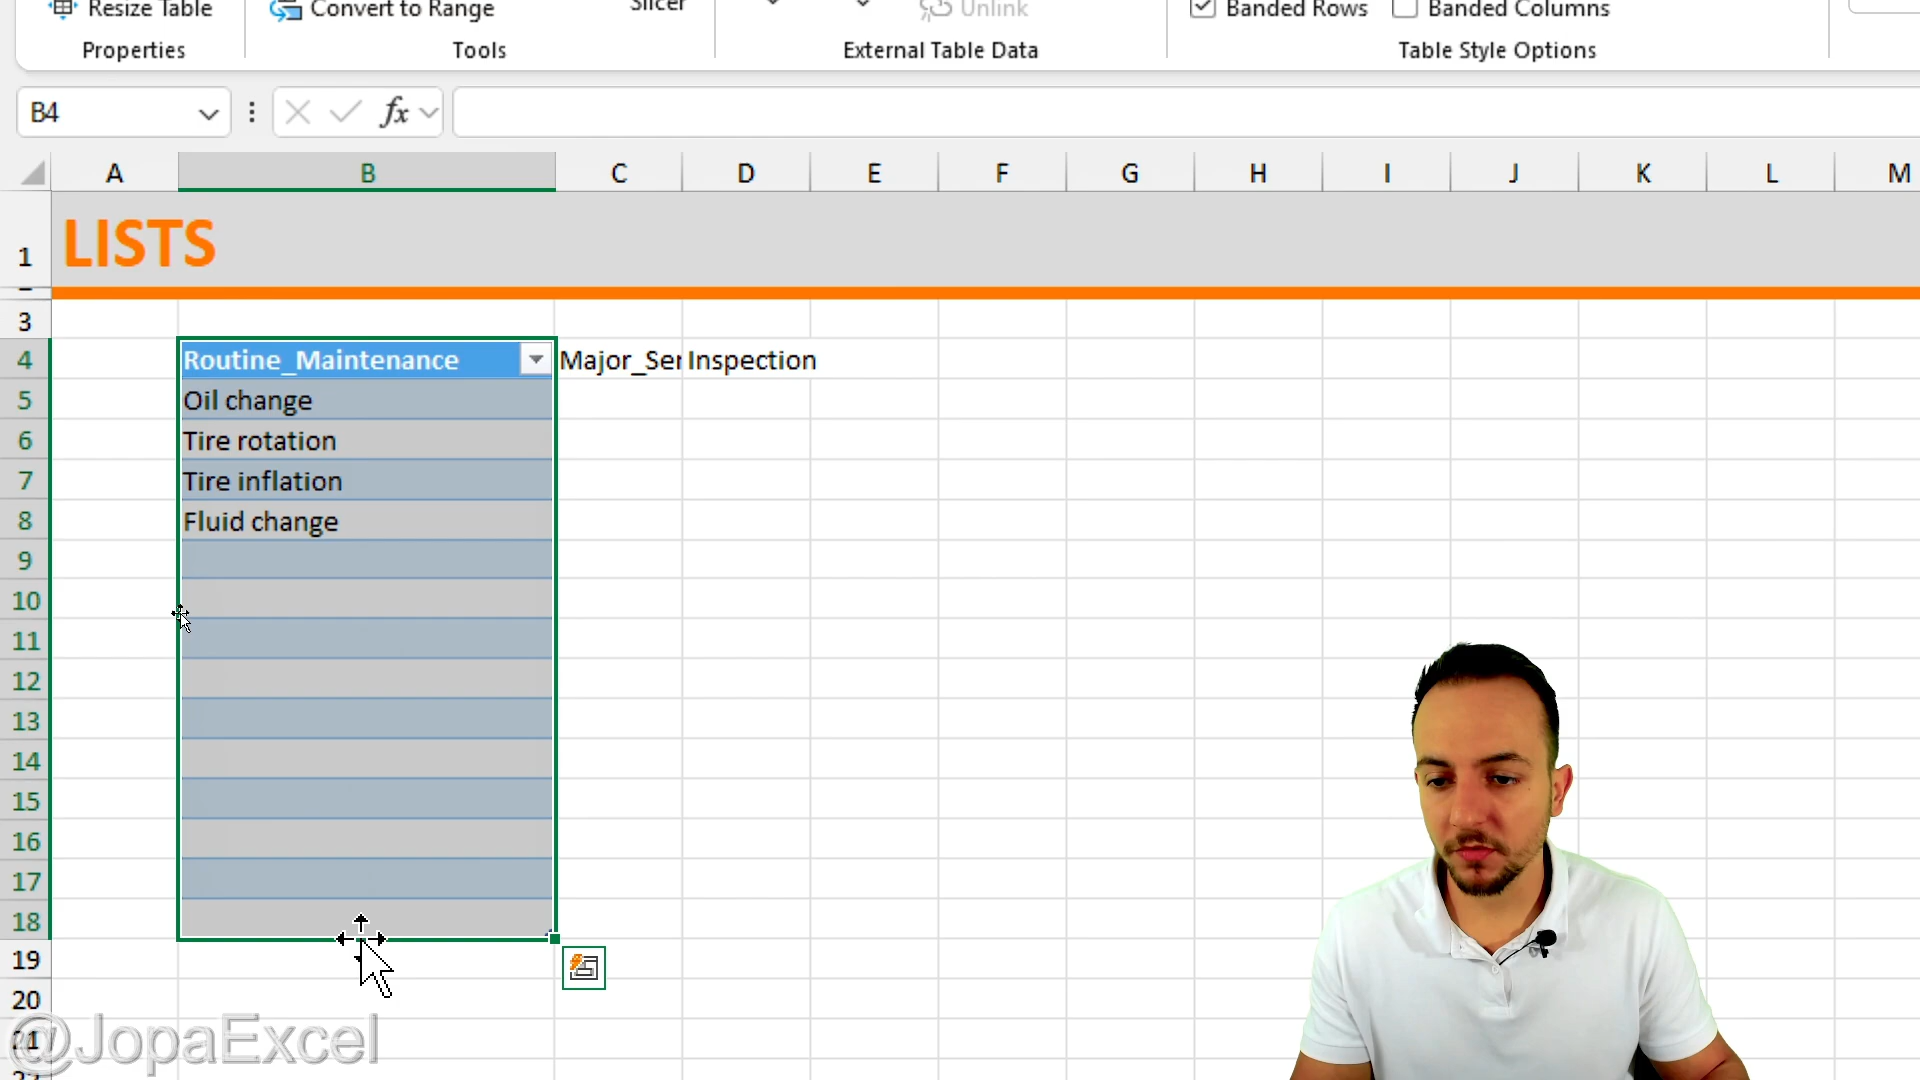 Resize Table
Convert to Range
Slicer
Unlink
Banded Rows
Banded Columns
Properties
Tools
External Table Data
Table Style Options
B4
fx
A B C D E F G H I J K L M
1 LISTS
3
4 Routine_Maintenance Major_Ser Inspection
5 Oil change
6 Tire rotation
7 Tire inflation
8 Fluid change
9
10
11
12
13
14
15
16
17
18
19
20
21
@JopaExcel